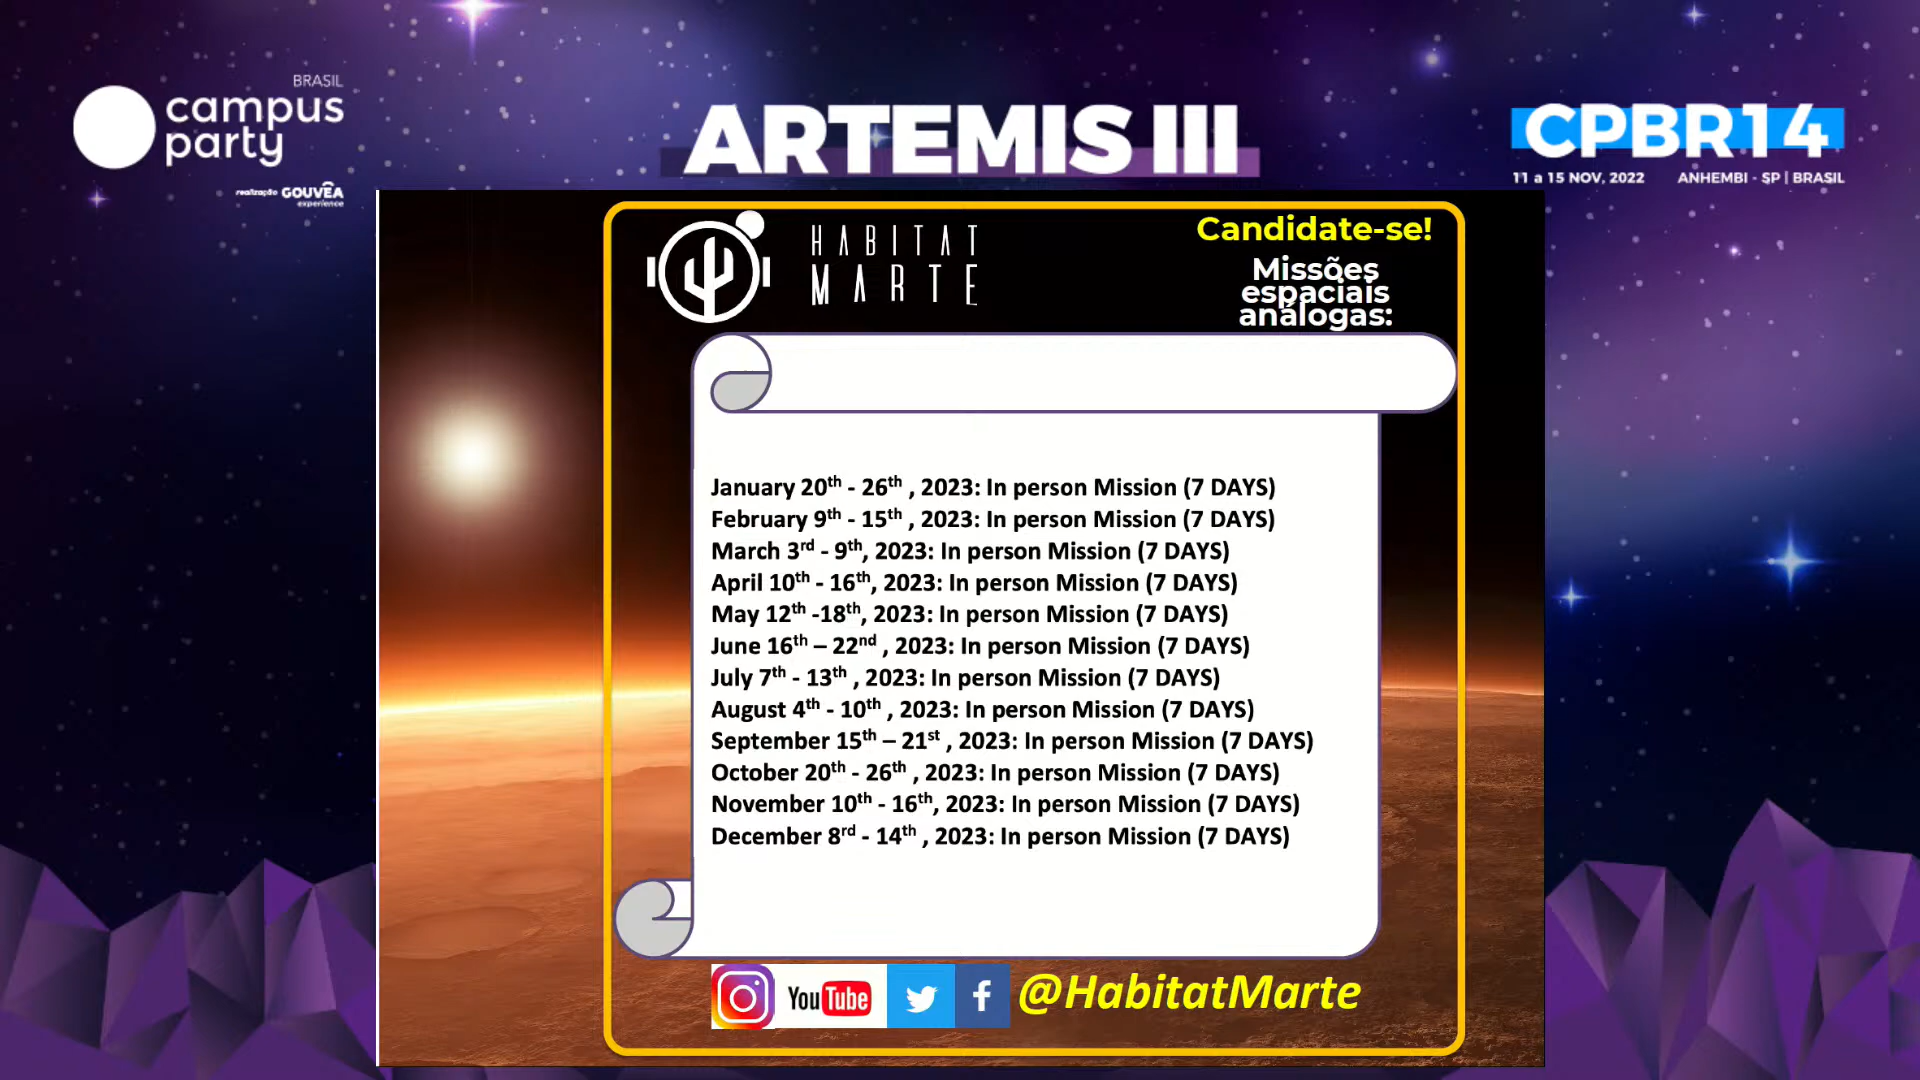 BRASIL
campus
party
realização GOUVÊA
experience
ARTEMIS III
CPBR14
11 a 15 NOV, 2022 ANHEMBI - SP | BRASIL
HABITAT
MARTE
Candidate-se!
Missões
espaciais
análogas:
January 20th - 26th , 2023: In person Mission (7 DAYS)
February 9th - 15th , 2023: In person Mission (7 DAYS)
March 3rd - 9th, 2023: In person Mission (7 DAYS)
April 10th - 16th, 2023: In person Mission (7 DAYS)
May 12th -18th, 2023: In person Mission (7 DAYS)
June 16th – 22nd , 2023: In person Mission (7 DAYS)
July 7th - 13th , 2023: In person Mission (7 DAYS)
August 4th - 10th , 2023: In person Mission (7 DAYS)
September 15th – 21st , 2023: In person Mission (7 DAYS)
October 20th - 26th , 2023: In person Mission (7 DAYS)
November 10th - 16th, 2023: In person Mission (7 DAYS)
December 8rd - 14th , 2023: In person Mission (7 DAYS)
YouTube
@HabitatMarte